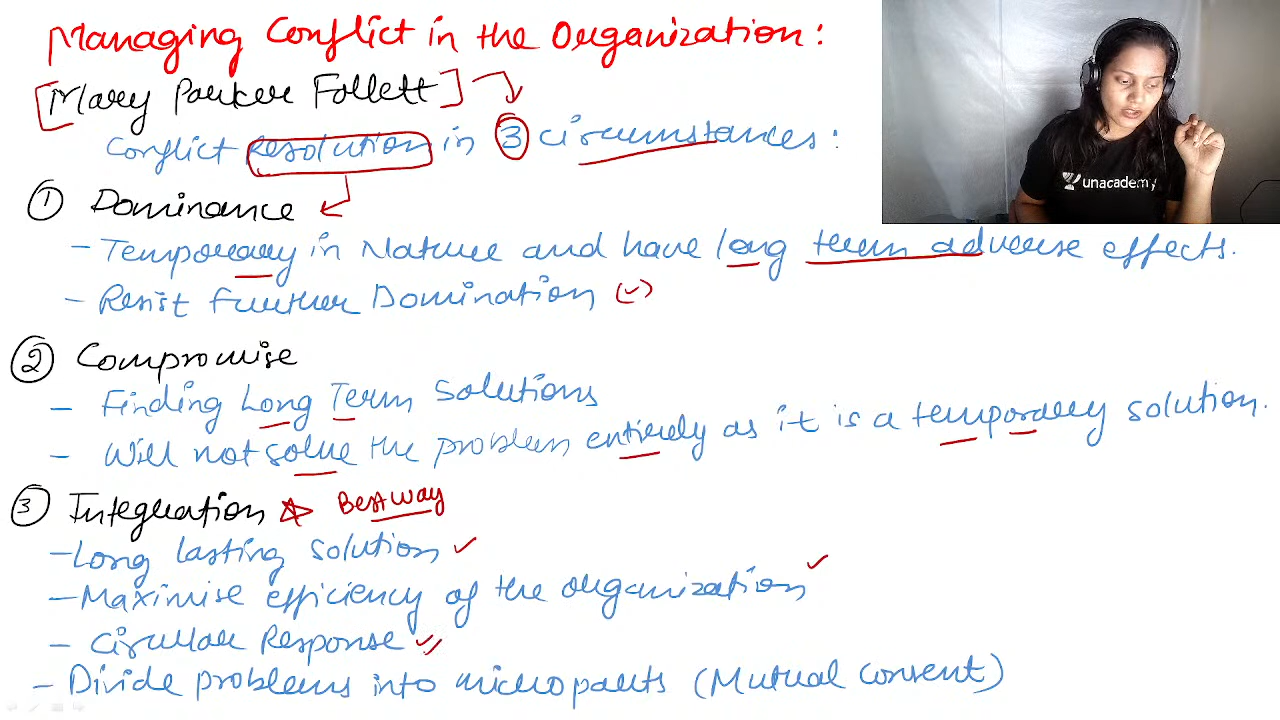 Managing Conflict in the Organization:
[Mary Parker Follett]
Conflict Resolution in 3 Circumstances:
unacademy
① Dominance
- Temporary in Nature and have long term adverse effects.
- Resist Further Domination (✓)
② Compromise
- Finding Long Term Solutions
- Will not solve the problem entirely as it is a temporary solution.
③ Integration ☆ Best way
- Long lasting solution ✓
- Maximise efficiency of the organization ✓
- Circular Response ✓
- Divide problems into micro parts (Mutual consent)